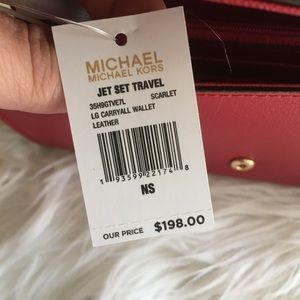 MICHAEL
MICHAEL KORS
JET SET TRAVEL
35H9GTVE7L SCARLET
LG CARRYALL WALLET
LEATHER
1 93599 22174 8
NS
OUR PRICE $198.00